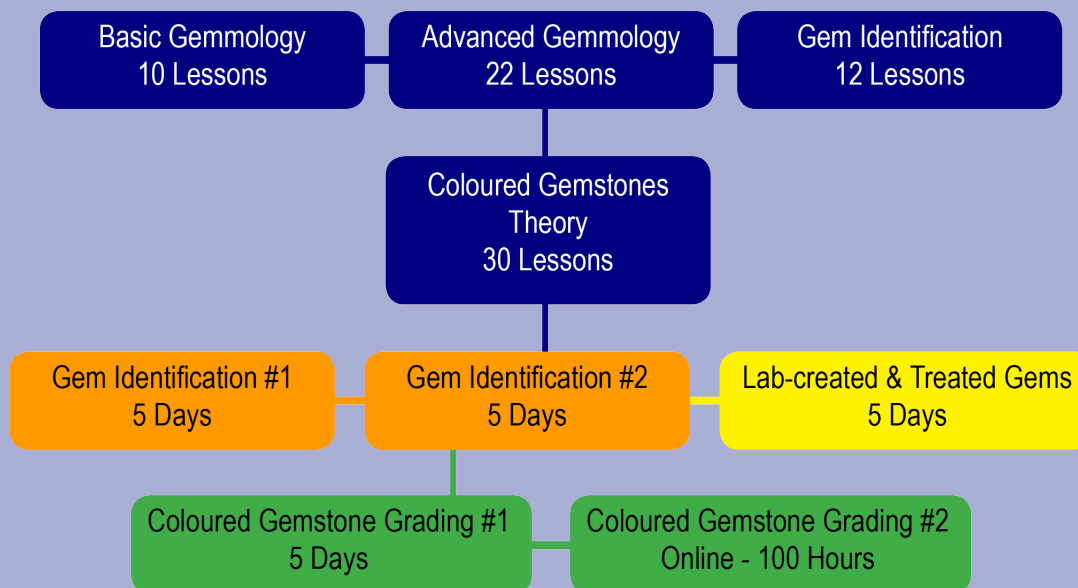 Basic Gemmology
10 Lessons
Advanced Gemmology
22 Lessons
Gem Identification
12 Lessons
Coloured Gemstones
Theory
30 Lessons
Gem Identification #1
5 Days
Gem Identification #2
5 Days
Lab-created & Treated Gems
5 Days
Coloured Gemstone Grading #1
5 Days
Coloured Gemstone Grading #2
Online - 100 Hours